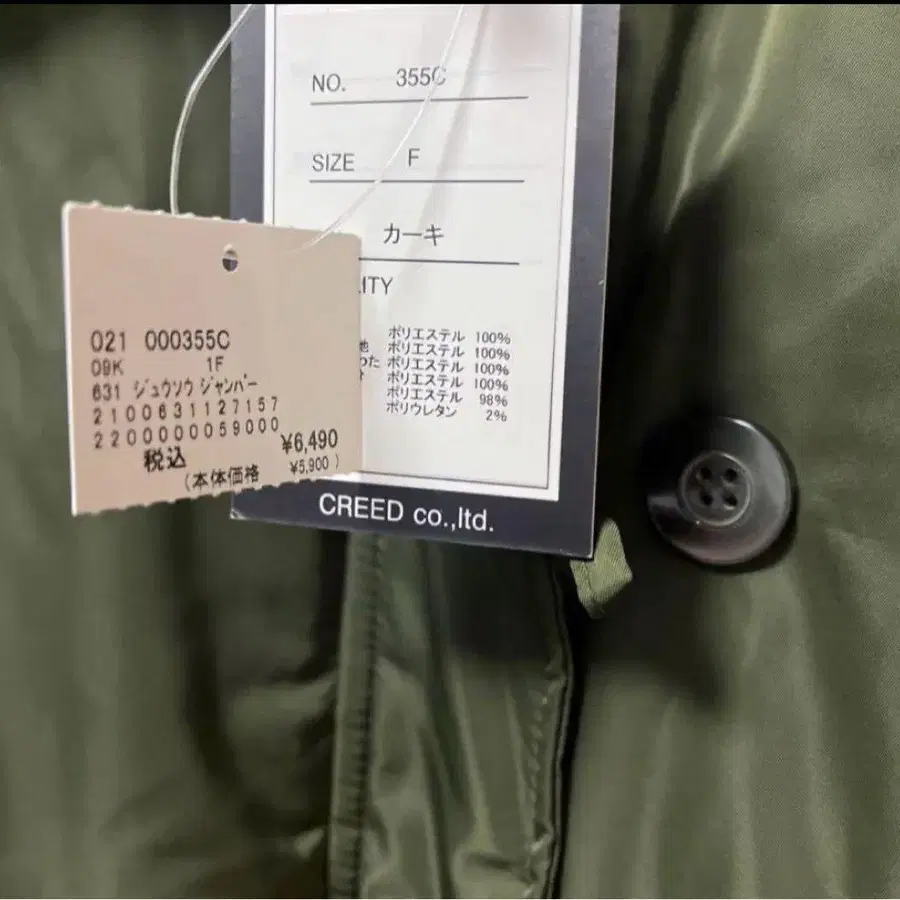 NO. 355C
SIZE F
カーキ
LITY
ポリエステル 100%
地 ポリエステル 100%
わた ポリエステル 100%
ポリエステル 100%
ポリエステル 98%
ポリウレタン 2%
CREED co.,ltd.
021 000355C
09K 1F
631 ジュウソウ ジャンパー
2100631127157
2200000059000
¥6,490
税込
(本体価格 ¥5,900)